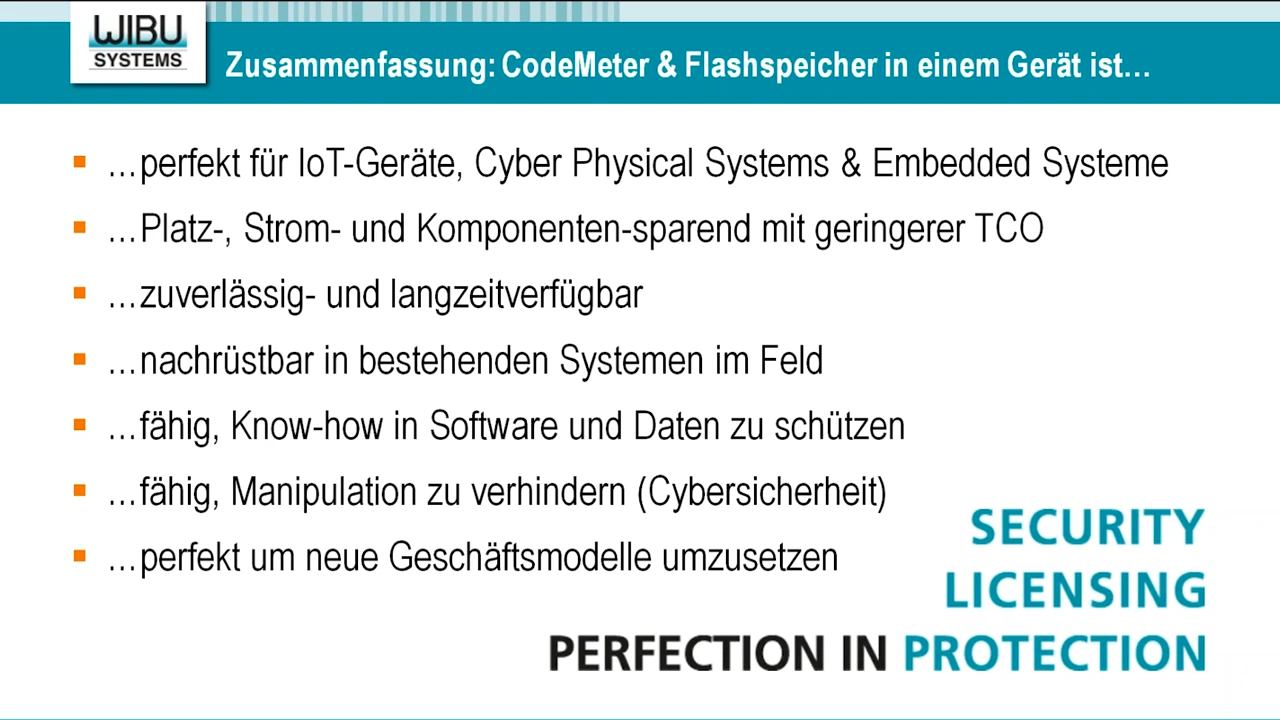 WIBU
SYSTEMS
Zusammenfassung: CodeMeter & Flashspeicher in einem Gerät ist…
…perfekt für IoT-Geräte, Cyber Physical Systems & Embedded Systeme
…Platz-, Strom- und Komponenten-sparend mit geringerer TCO
…zuverlässig- und langzeitverfügbar
…nachrüstbar in bestehenden Systemen im Feld
…fähig, Know-how in Software und Daten zu schützen
…fähig, Manipulation zu verhindern (Cybersicherheit)
…perfekt um neue Geschäftsmodelle umzusetzen
SECURITY
LICENSING
PERFECTION IN PROTECTION